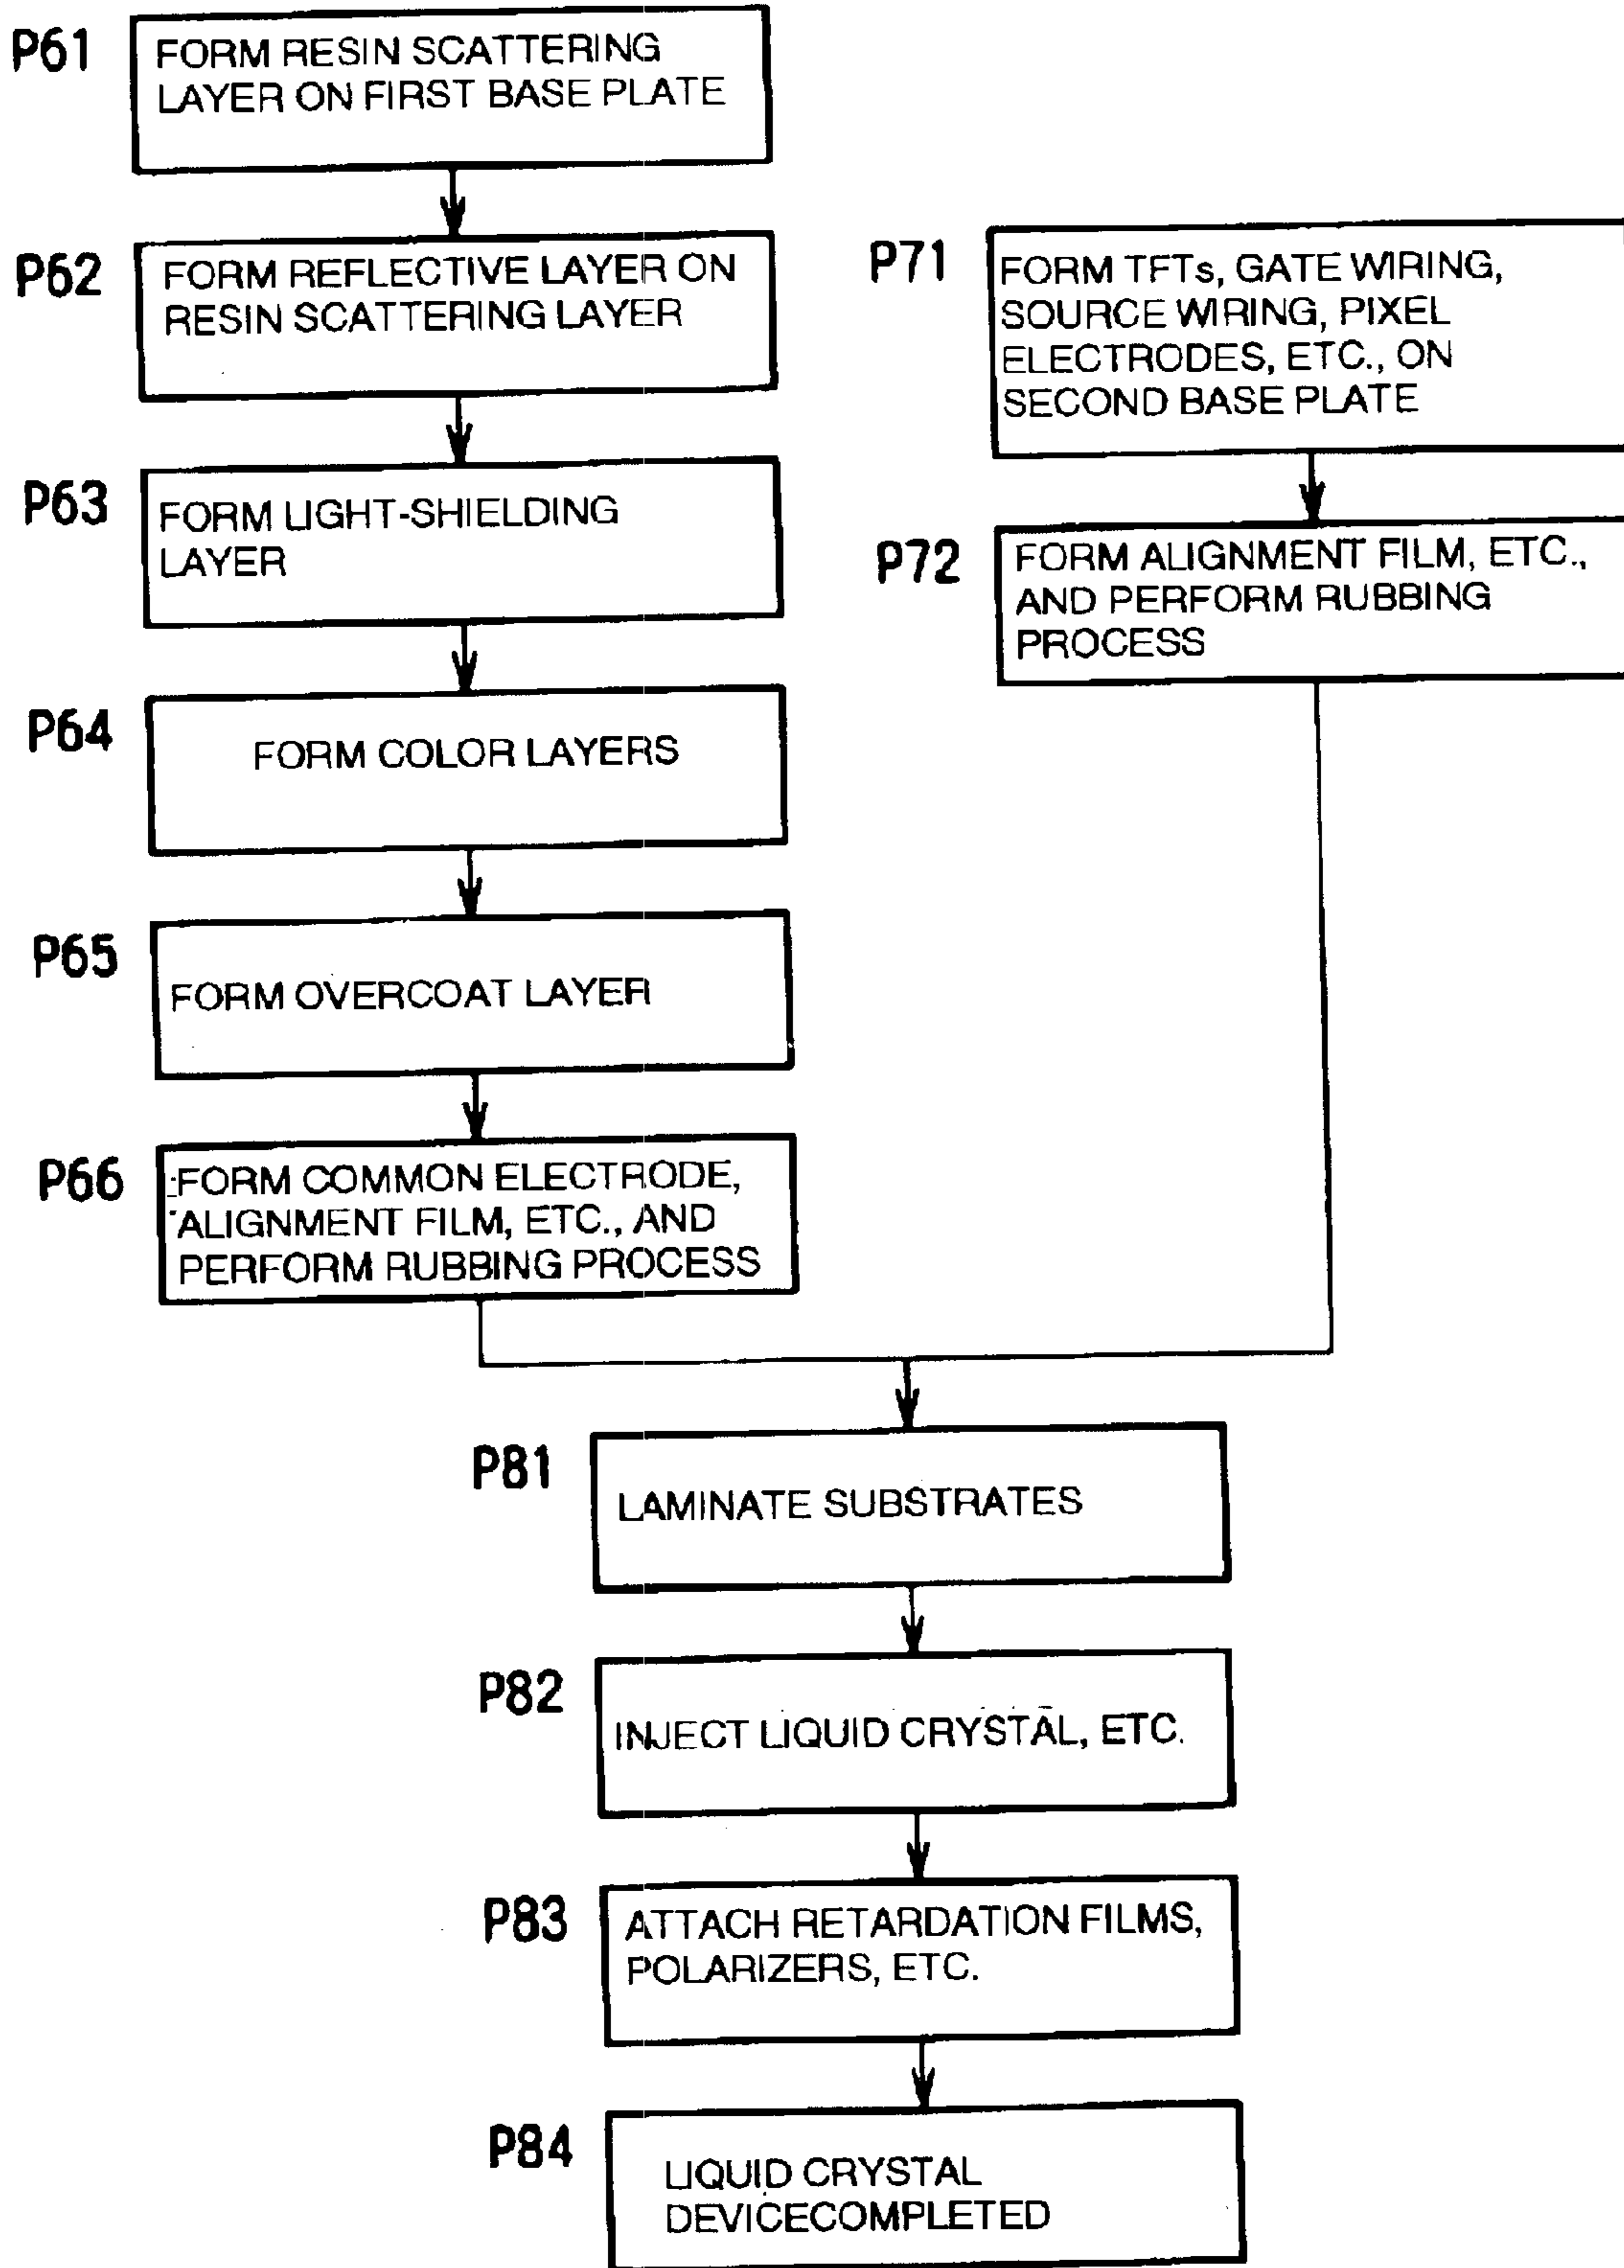 P61
FORM RESIN SCATTERING
LAYER ON FIRST BASE PLATE
P62
FORM REFLECTIVE LAYER ON
RESIN SCATTERING LAYER
P63
FORM LIGHT-SHIELDING
LAYER
P64
FORM COLOR LAYERS
P65
FORM OVERCOAT LAYER
P66
FORM COMMON ELECTRODE,
ALIGNMENT FILM, ETC., AND
PERFORM RUBBING PROCESS
P71
FORM TFTs, GATE WIRING,
SOURCE WIRING, PIXEL
ELECTRODES, ETC., ON
SECOND BASE PLATE
P72
FORM ALIGNMENT FILM, ETC.,
AND PERFORM RUBBING
PROCESS
P81
LAMINATE SUBSTRATES
P82
INJECT LIQUID CRYSTAL, ETC.
P83
ATTACH RETARDATION FILMS,
POLARIZERS, ETC.
P84
LIQUID CRYSTAL
DEVICECOMPLETED